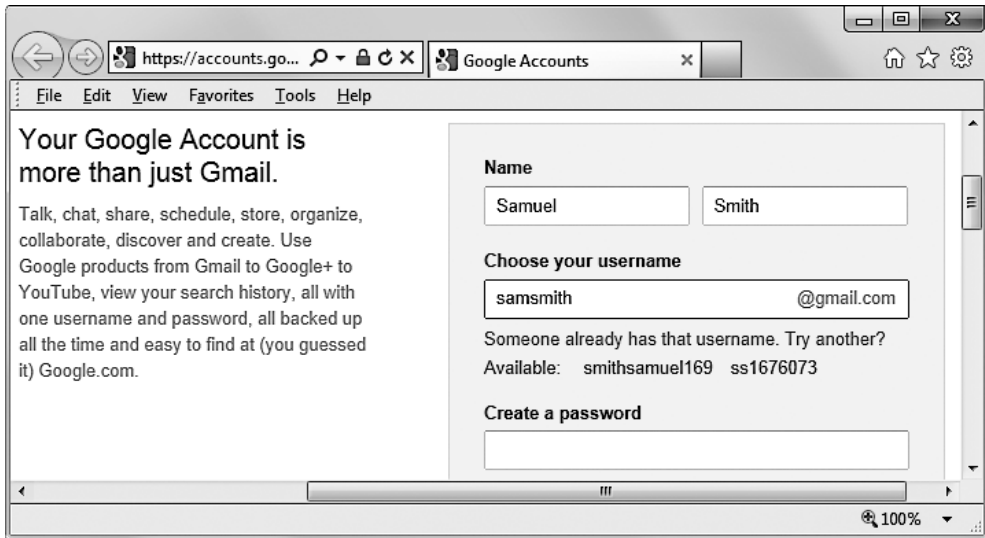 https://accounts.go...
Google Accounts
File Edit View Favorites Tools Help
Your Google Account is
more than just Gmail.
Talk, chat, share, schedule, store, organize,
collaborate, discover and create. Use
Google products from Gmail to Google+ to
YouTube, view your search history, all with
one username and password, all backed up
all the time and easy to find at (you guessed
it) Google.com.
Name
Samuel Smith
Choose your username
samsmith @gmail.com
Someone already has that username. Try another?
Available: smithsamuel169 ss1676073
Create a password
100%